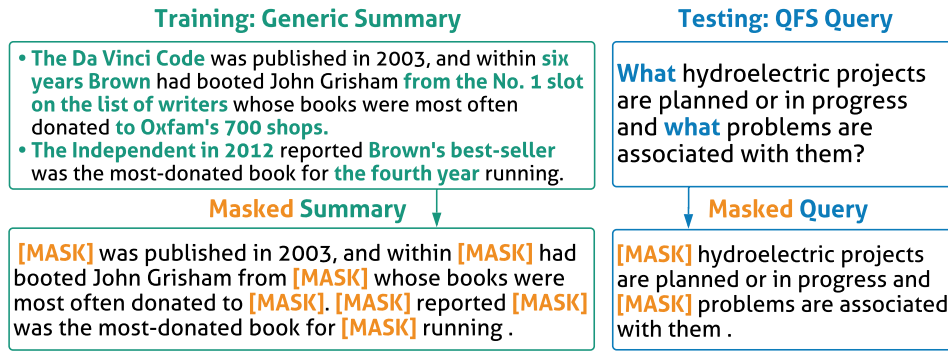 Training: Generic Summary
• The Da Vinci Code was published in 2003, and within six
years Brown had booted John Grisham from the No. 1 slot
on the list of writers whose books were most often
donated to Oxfam's 700 shops.
• The Independent in 2012 reported Brown's best-seller
was the most-donated book for the fourth year running.
Masked Summary
[MASK] was published in 2003, and within [MASK] had
booted John Grisham from [MASK] whose books were
most often donated to [MASK]. [MASK] reported [MASK]
was the most-donated book for [MASK] running .
Testing: QFS Query
What hydroelectric projects
are planned or in progress
and what problems are
associated with them?
Masked Query
[MASK] hydroelectric projects
are planned or in progress and
[MASK] problems are associated
with them .